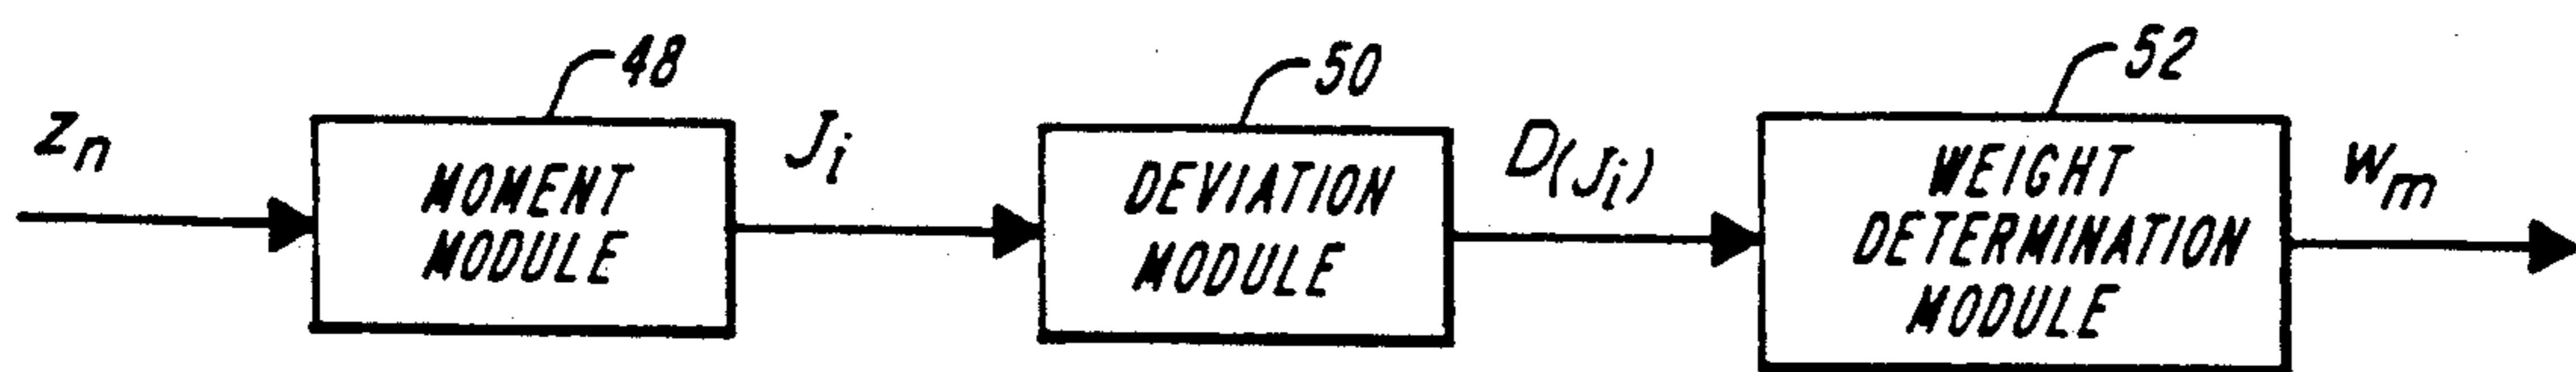 48
50
52
z_n
J_i
D(J_i)
w_m
MOMENT
MODULE
DEVIATION
MODULE
WEIGHT
DETERMINATION
MODULE